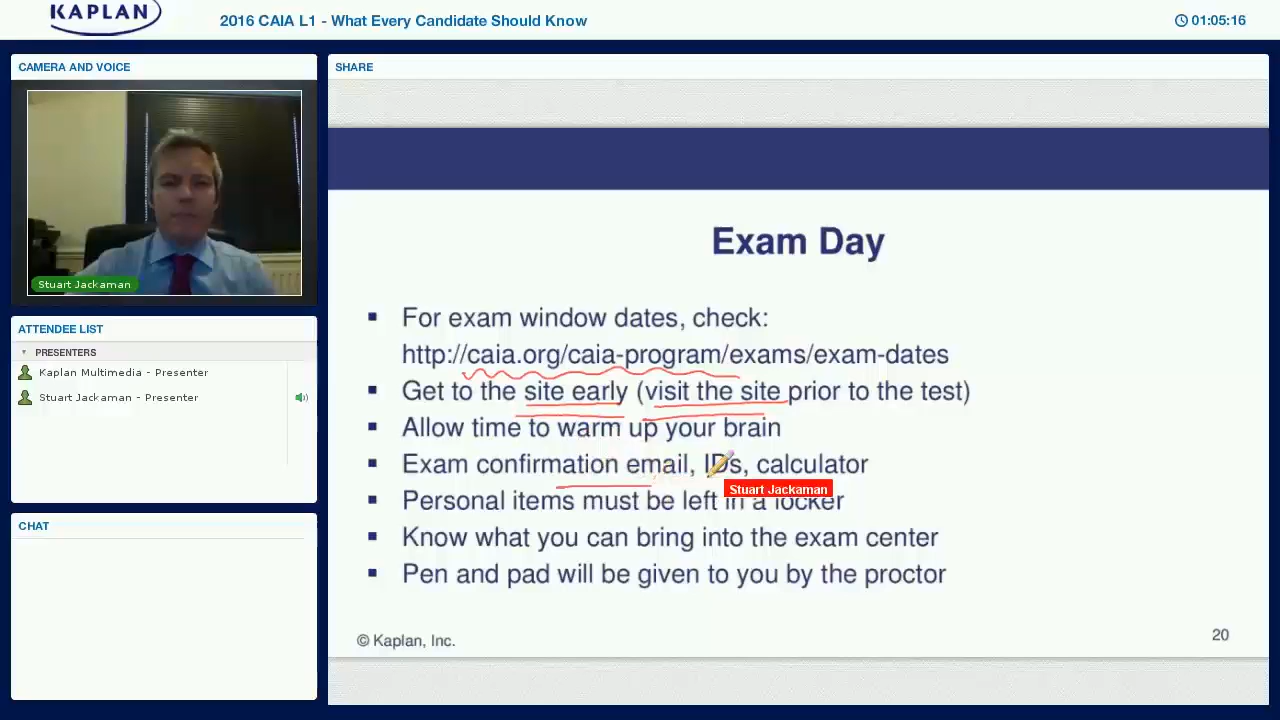 KAPLAN
2016 CAIA L1 - What Every Candidate Should Know
01:05:16
CAMERA AND VOICE
Stuart Jackaman
ATTENDEE LIST
PRESENTERS
Kaplan Multimedia - Presenter
Stuart Jackaman - Presenter
CHAT
SHARE
Exam Day
For exam window dates, check:
http://caia.org/caia-program/exams/exam-dates
Get to the site early (visit the site prior to the test)
Allow time to warm up your brain
Exam confirmation email, IDs, calculator
Stuart Jackaman
Personal items must be left in a locker
Know what you can bring into the exam center
Pen and pad will be given to you by the proctor
© Kaplan, Inc.
20